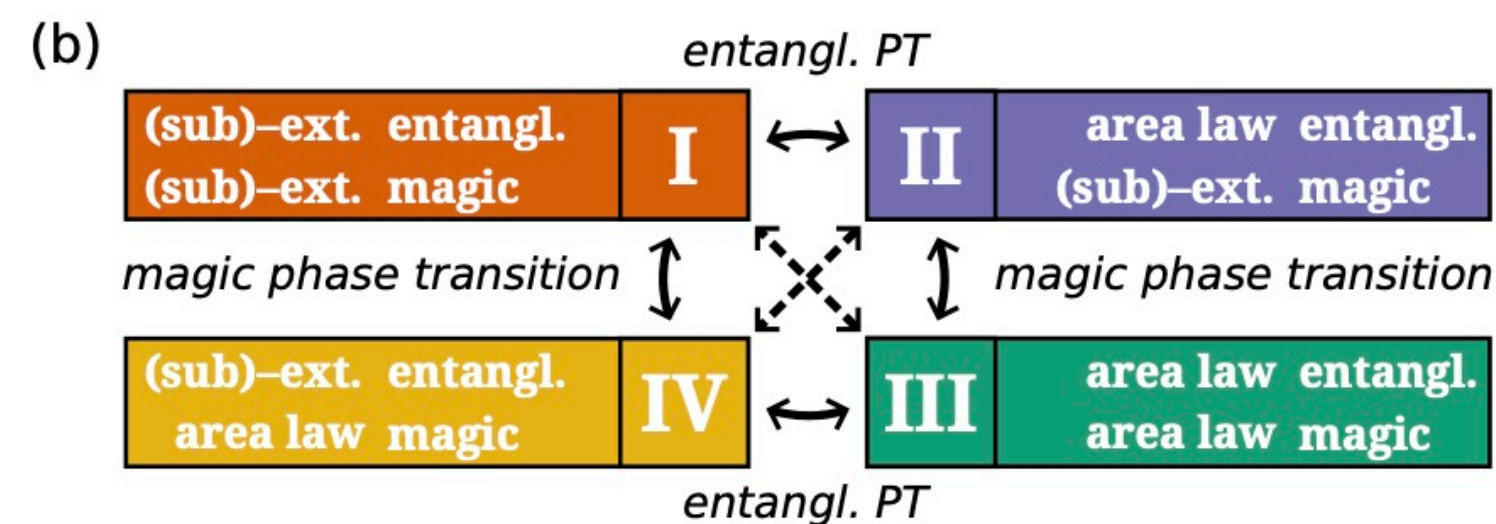 (b)
entangl. PT
(sub)–ext. entangl.
(sub)–ext. magic
I
II
area law entangl.
(sub)–ext. magic
magic phase transition
magic phase transition
(sub)–ext. entangl.
area law magic
IV
III
area law entangl.
area law magic
entangl. PT